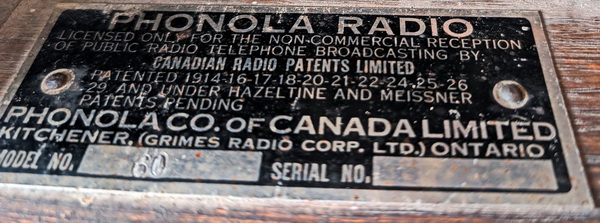 PHONOLA RADIO
LICENSED ONLY FOR THE NON-COMMERCIAL RECEPTION
OF PUBLIC RADIO TELEPHONE BROADCASTING BY:
CANADIAN RADIO PATENTS LIMITED
PATENTED 1914-16-17-18-20-21-22-24-25-26
29 AND UNDER HAZELTINE AND MEISSNER
PATENTS PENDING
PHONOLA CO. OF CANADA LIMITED
KITCHENER, (GRIMES RADIO CORP. LTD.) ONTARIO
MODEL NO. 60 SERIAL NO.